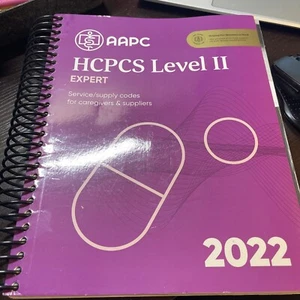 AAPC
HCPCS Level II
EXPERT
Service/supply codes
for caregivers & suppliers
2022